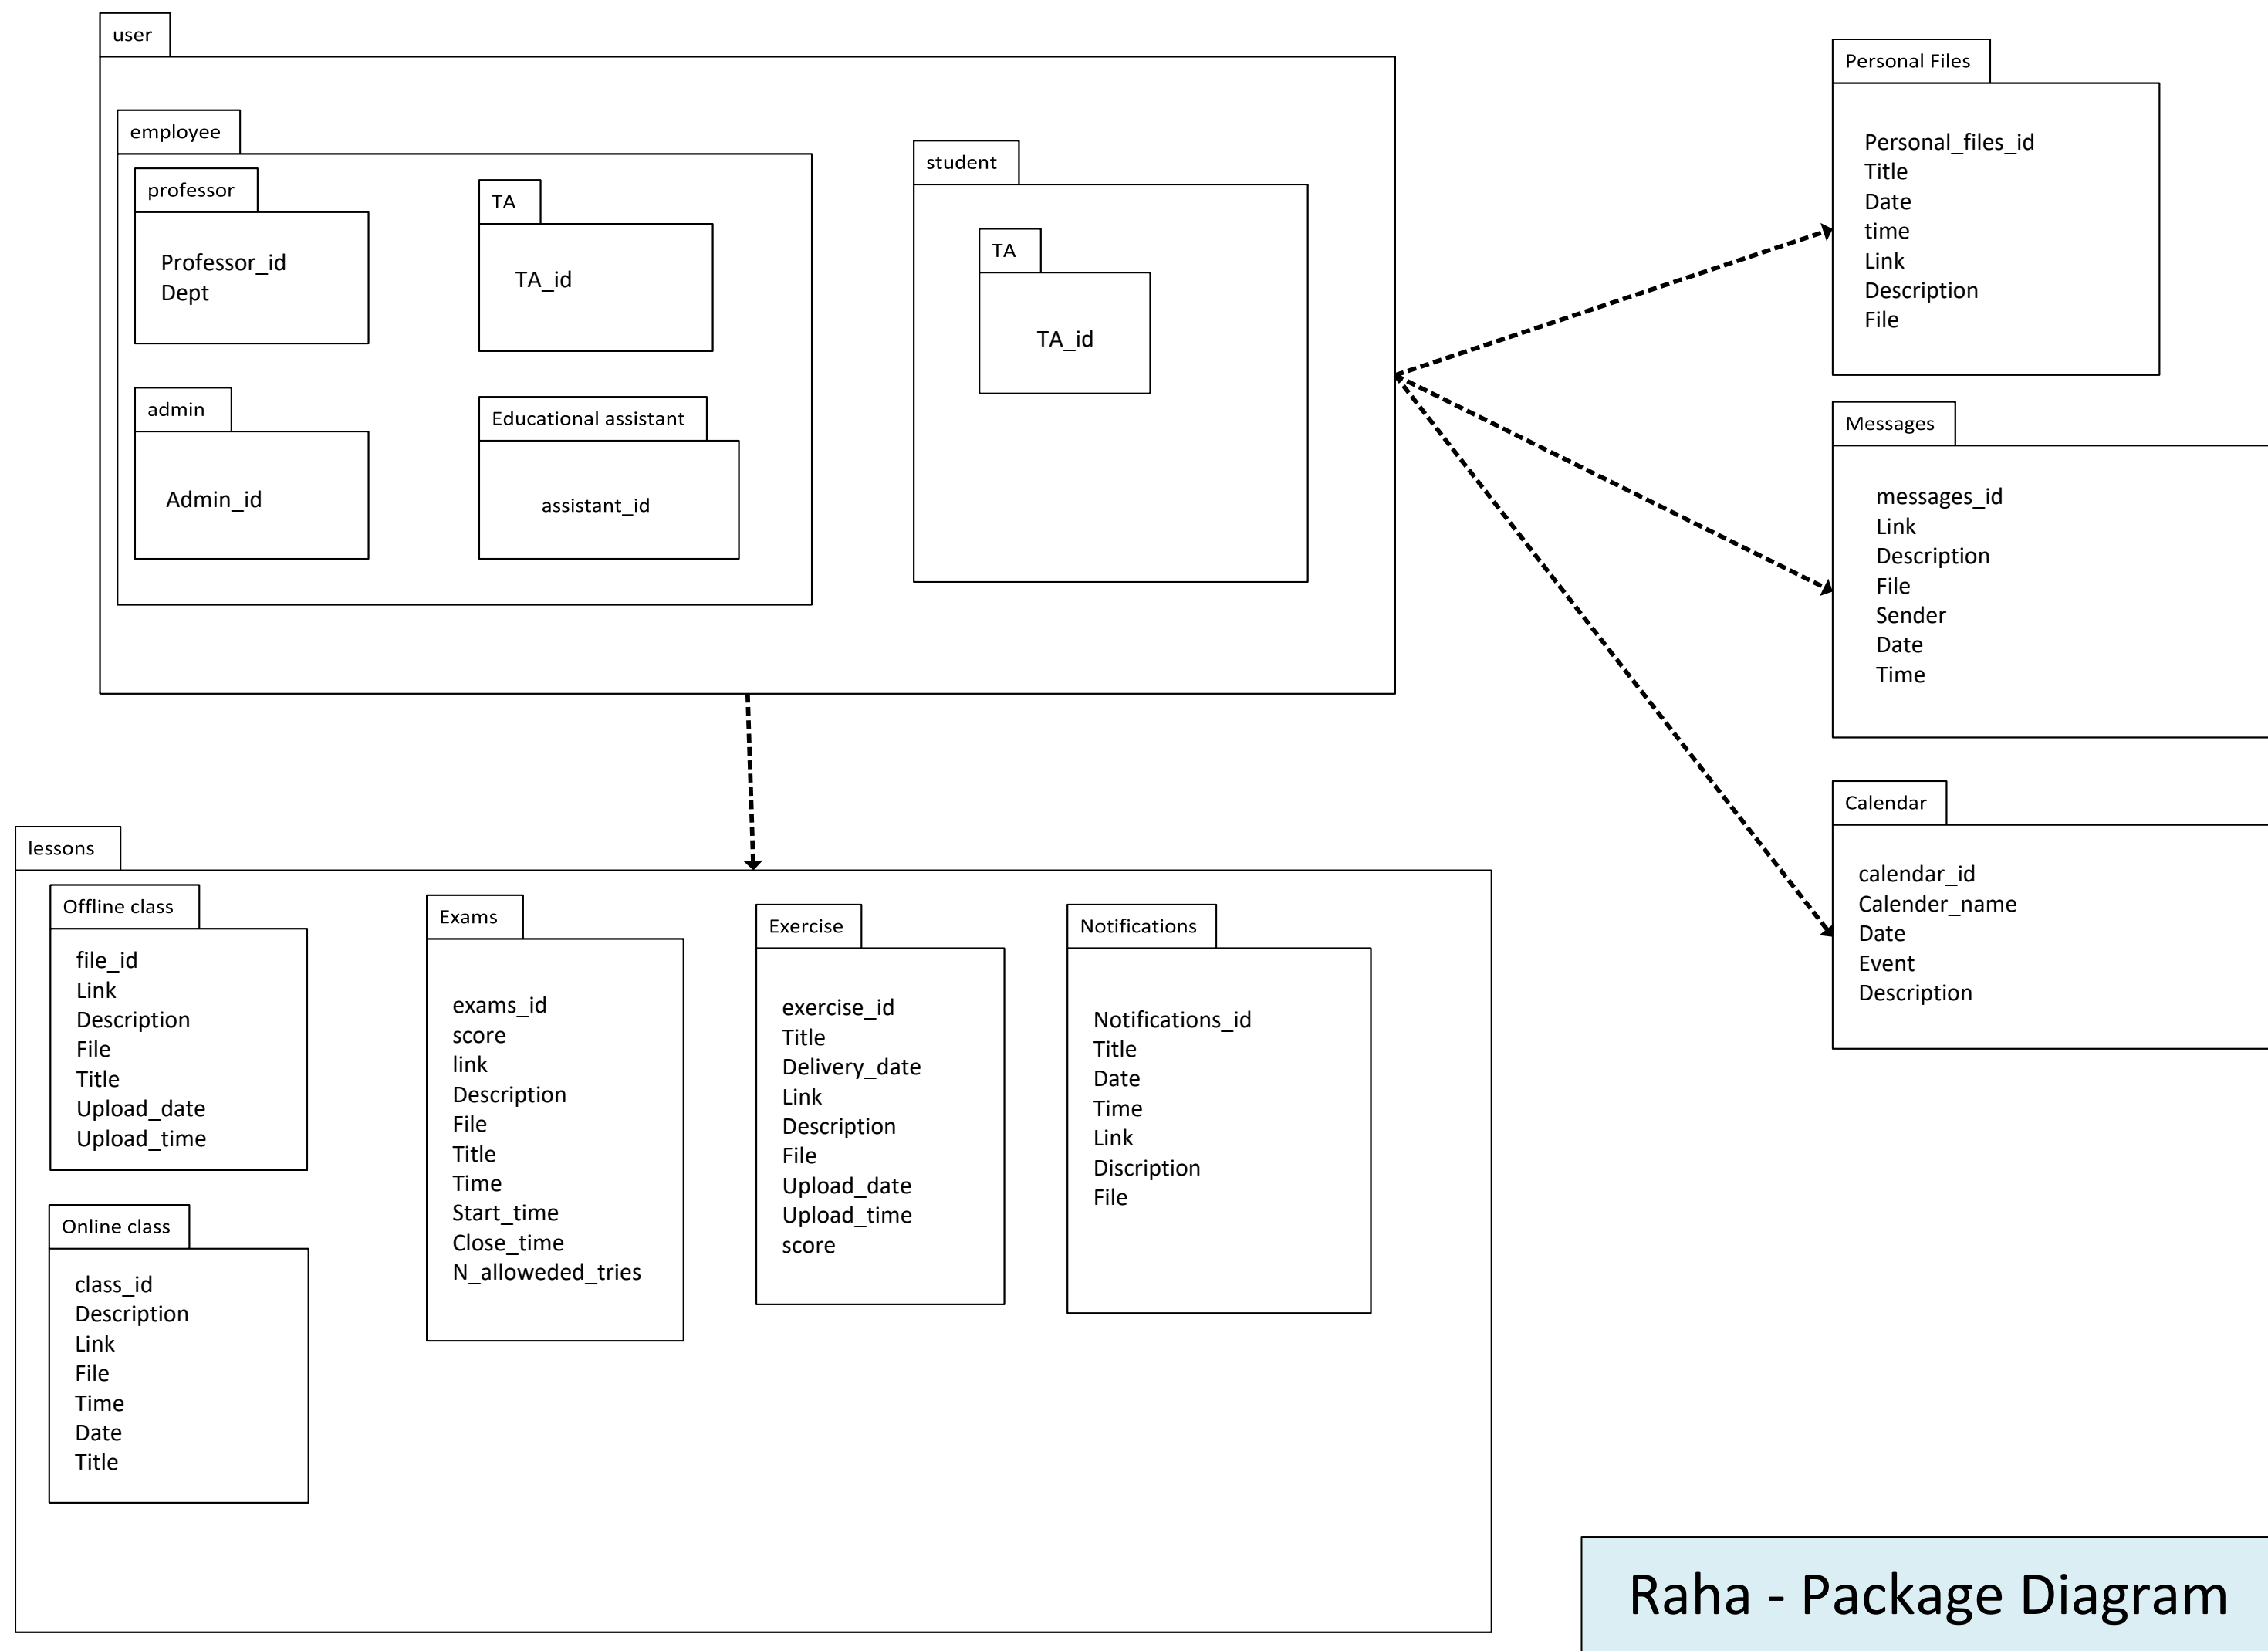 user
employee
professor
Professor_id
Dept
TA
TA_id
admin
Admin_id
Educational assistant
assistant_id
student
TA
TA_id
Personal Files
Personal_files_id
Title
Date
time
Link
Description
File
Messages
messages_id
Link
Description
File
Sender
Date
Time
Calendar
calendar_id
Calender_name
Date
Event
Description
lessons
Offline class
file_id
Link
Description
File
Title
Upload_date
Upload_time
Online class
class_id
Description
Link
File
Time
Date
Title
Exams
exams_id
score
link
Description
File
Title
Time
Start_time
Close_time
N_alloweded_tries
Exercise
exercise_id
Title
Delivery_date
Link
Description
File
Upload_date
Upload_time
score
Notifications
Notifications_id
Title
Date
Time
Link
Discription
File
Raha - Package Diagram